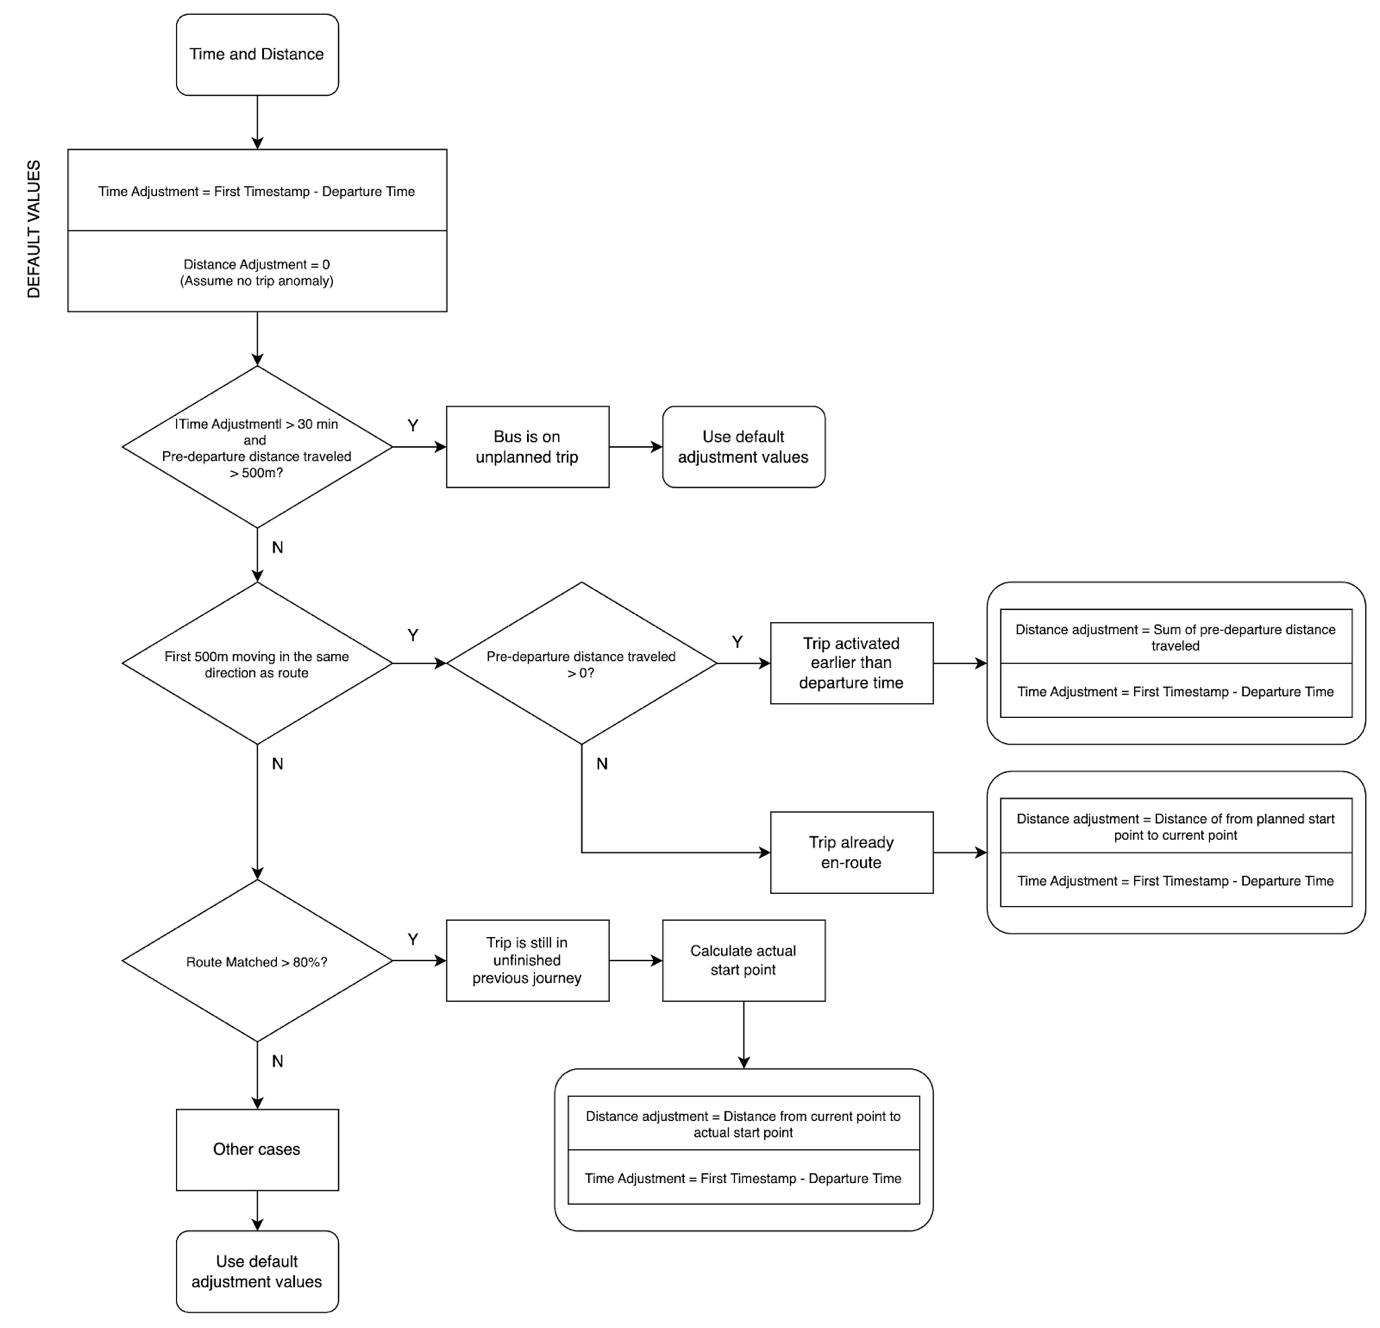 Time and Distance
DEFAULT VALUES
Time Adjustment = First Timestamp - Departure Time
Distance Adjustment = 0
(Assume no trip anomaly)
|Time Adjustment| > 30 min
and
Pre-departure distance traveled
> 500m?
Y
Bus is on
unplanned trip
Use default
adjustment values
N
First 500m moving in the same
direction as route
Y
Pre-departure distance traveled
> 0?
Y
Trip activated
earlier than
departure time
Distance adjustment = Sum of pre-departure distance
traveled
Time Adjustment = First Timestamp - Departure Time
N
N
Trip already
en-route
Distance adjustment = Distance of from planned start
point to current point
Time Adjustment = First Timestamp - Departure Time
Route Matched > 80%?
Y
Trip is still in
unfinished
previous journey
Calculate actual
start point
N
Distance adjustment = Distance from current point to
actual start point
Time Adjustment = First Timestamp - Departure Time
Other cases
Use default
adjustment values